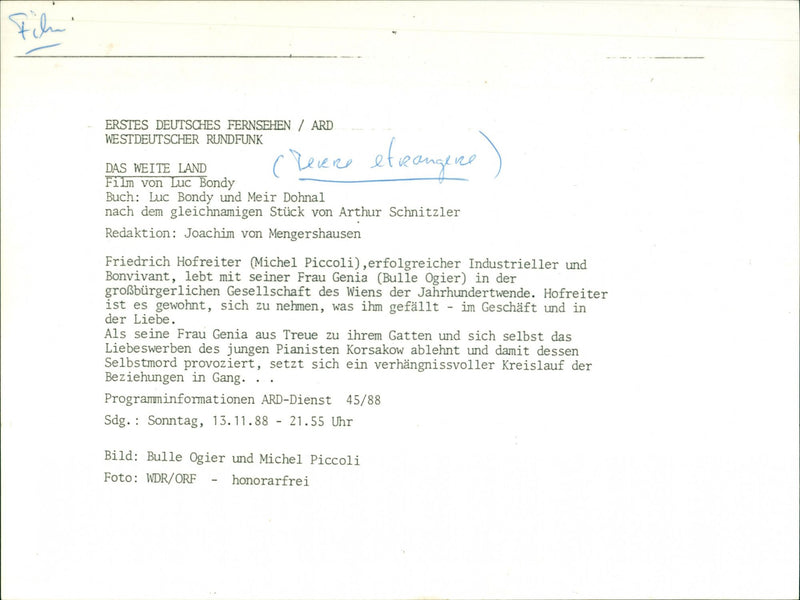 Film
ERSTES DEUTSCHES FERNSEHEN / ARD
WESTDEUTSCHER RUNDFUNK
DAS WEITE LAND (Terre etrangere)
Film von Luc Bondy
Buch: Luc Bondy und Meir Dohnal
nach dem gleichnamigen Stück von Arthur Schnitzler
Redaktion: Joachim von Mengershausen
Friedrich Hofreiter (Michel Piccoli),erfolgreicher Industrieller und
Bonvivant, lebt mit seiner Frau Genia (Bulle Ogier) in der
großbürgerlichen Gesellschaft des Wiens der Jahrhundertwende. Hofreiter
ist es gewohnt, sich zu nehmen, was ihm gefällt - im Geschäft und in
der Liebe.
Als seine Frau Genia aus Treue zu ihrem Gatten und sich selbst das
Liebeswerben des jungen Pianisten Korsakow ablehnt und damit dessen
Selbstmord provoziert, setzt sich ein verhängnissvoller Kreislauf der
Beziehungen in Gang. . .
Programminformationen ARD-Dienst 45/88
Sdg.: Sonntag, 13.11.88 - 21.55 Uhr
Bild: Bulle Ogier und Michel Piccoli
Foto: WDR/ORF - honorarfrei